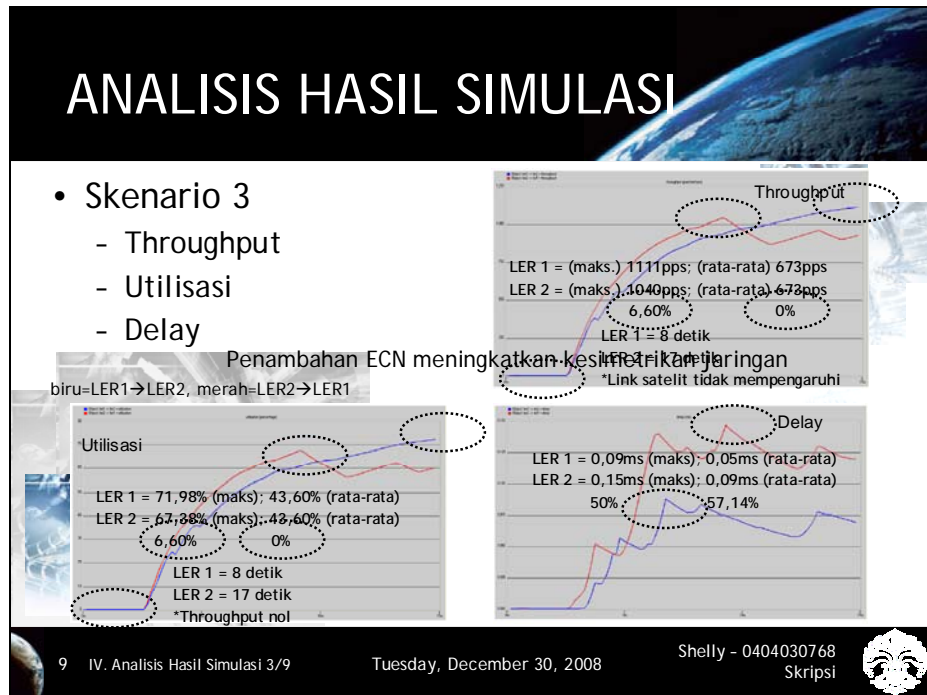 ANALISIS HASIL SIMULASI
• Skenario 3
– Throughput
– Utilisasi
– Delay
Throughput
LER 1 = (maks.) 1111pps; (rata-rata) 673pps
LER 2 = (maks.) 1040pps; (rata-rata) 673pps
6,60% 0%
LER 1 = 8 detik
LER 2 = 17 detik
*Link satelit tidak mempengaruhi
Penambahan ECN meningkatkan kesimetrikan jaringan
biru=LER1→LER2, merah=LER2→LER1
Utilisasi
LER 1 = 71,98% (maks); 43,60% (rata-rata)
LER 2 = 67,38% (maks); 43,60% (rata-rata)
6,60% 0%
LER 1 = 8 detik
LER 2 = 17 detik
*Throughput nol
Delay
LER 1 = 0,09ms (maks); 0,05ms (rata-rata)
LER 2 = 0,15ms (maks); 0,09ms (rata-rata)
50% 57,14%
9 IV. Analisis Hasil Simulasi 3/9
Tuesday, December 30, 2008
Shelly – 0404030768
Skripsi